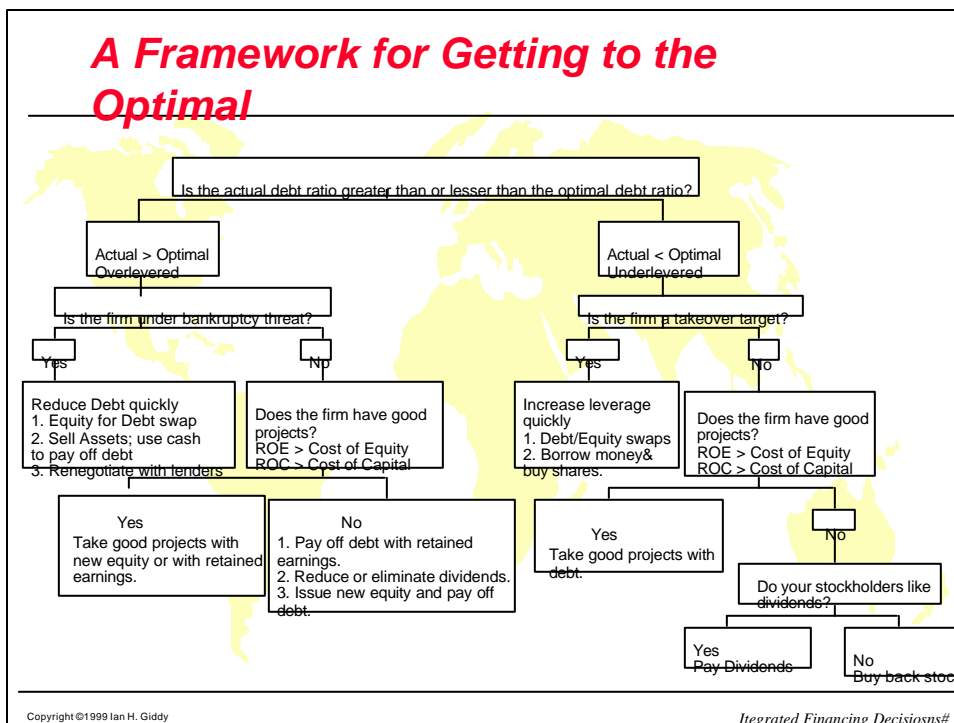 A Framework for Getting to the
Optimal
Is the actual debt ratio greater than or lesser than the optimal debt ratio?
Actual > Optimal
Overlevered
Actual < Optimal
Underlevered
Is the firm under bankruptcy threat?
Is the firm a takeover target?
Yes
No
Yes
No
Reduce Debt quickly
1. Equity for Debt swap
2. Sell Assets; use cash
to pay off debt
3. Renegotiate with lenders
Does the firm have good
projects?
ROE > Cost of Equity
ROC > Cost of Capital
Increase leverage
quickly
1. Debt/Equity swaps
2. Borrow money&
buy shares.
Does the firm have good
projects?
ROE > Cost of Equity
ROC > Cost of Capital
Yes
Take good projects with
new equity or with retained
earnings.
No
1. Pay off debt with retained
earnings.
2. Reduce or eliminate dividends.
3. Issue new equity and pay off
debt.
Yes
Take good projects with
debt.
No
Do your stockholders like
dividends?
Yes
Pay Dividends
No
Buy back stoc
Copyright ©1999 Ian H. Giddy
Itegrated Financing Decisiosns#